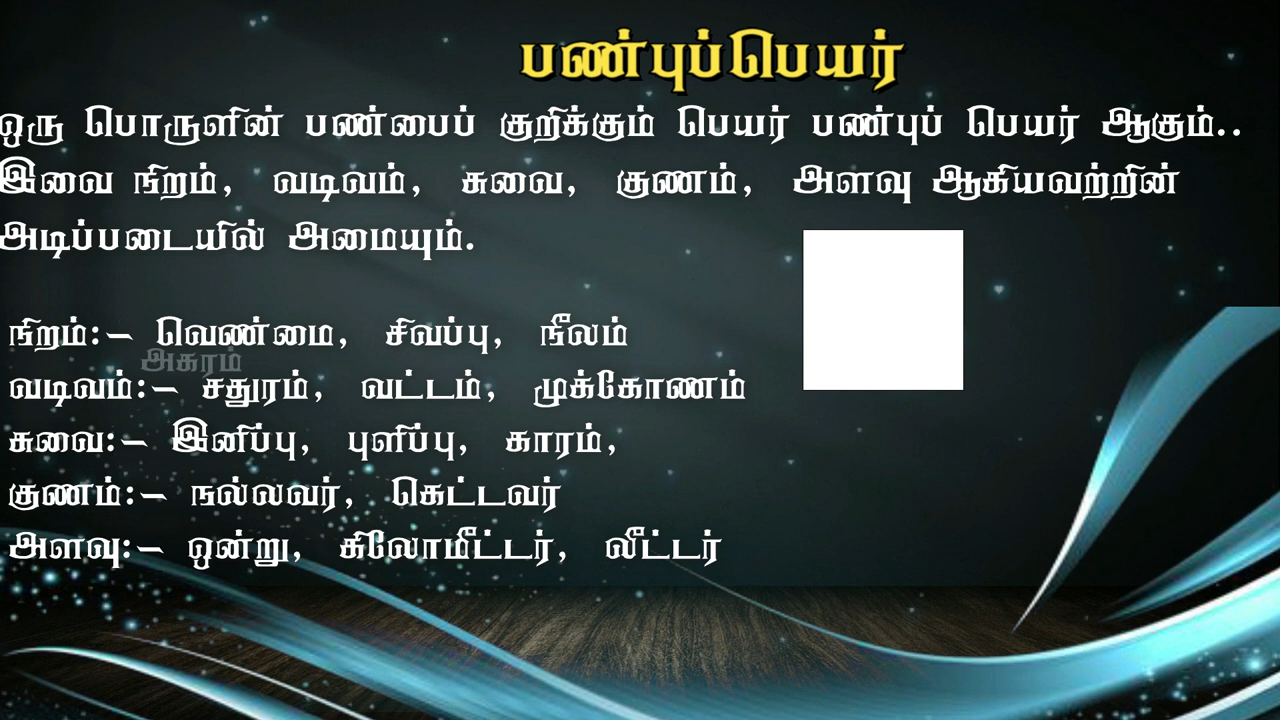 பண்புப்பெயர்
ஒரு பொருளின் பண்பைப் குறிக்கும் பெயர் பண்புப் பெயர் ஆகும்..
இவை நிறம், வடிவம், சுவை, குணம், அளவு ஆகியவற்றின்
அடிப்படையில் அமையும்.
நிறம்:- வெண்மை, சிவப்பு, நீலம்
அகரம்
வடிவம்:- சதுரம், வட்டம், முக்கோணம்
சுவை:- இனிப்பு, புளிப்பு, காரம்,
குணம்:- நல்லவர், கெட்டவர்
அளவு:- ஒன்று, கிலோமீட்டர், லீட்டர்